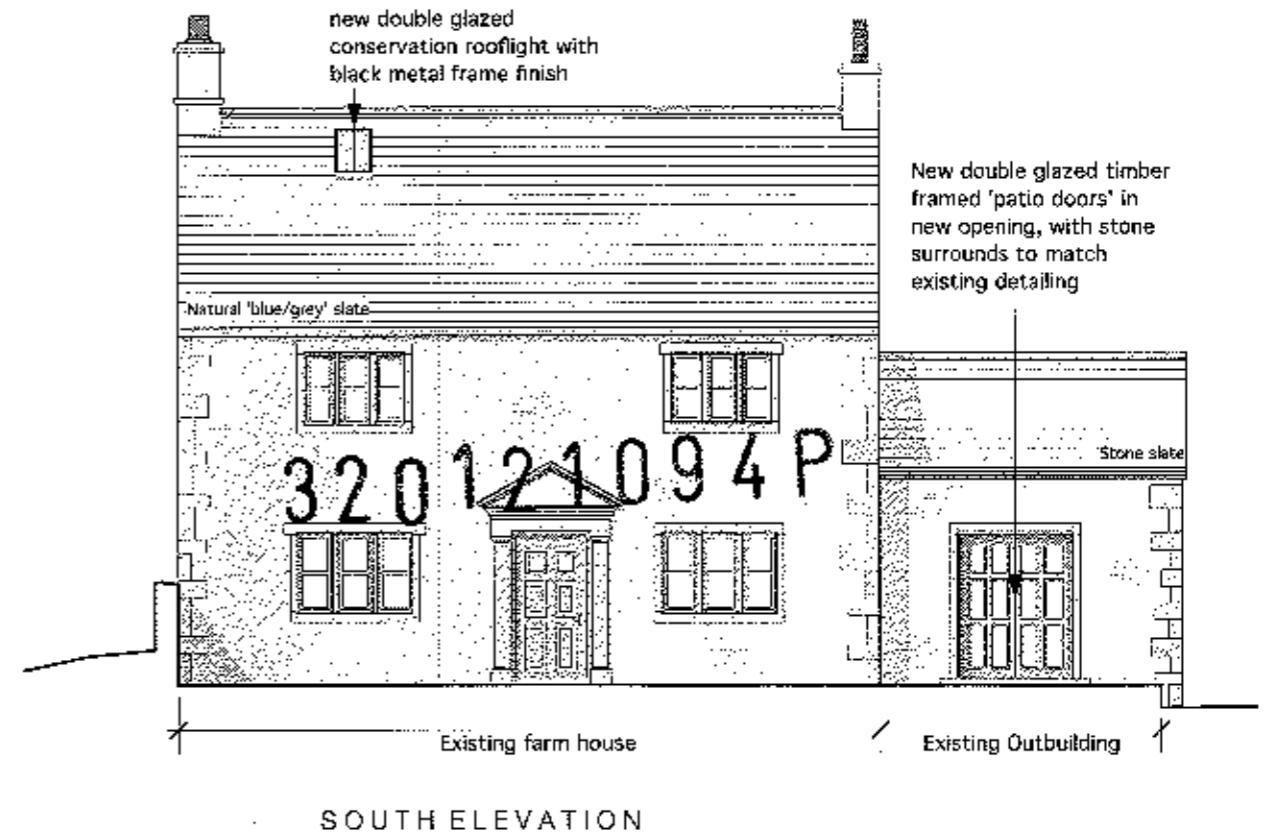 new double glazed
conservation rooflight with
black metal frame finish
New double glazed timber
framed 'patio doors' in
new opening, with stone
surrounds to match
existing detailing
Natural 'blue/grey' slate
Stone slate
320121094P
Existing farm house
Existing Outbuilding
SOUTH ELEVATION